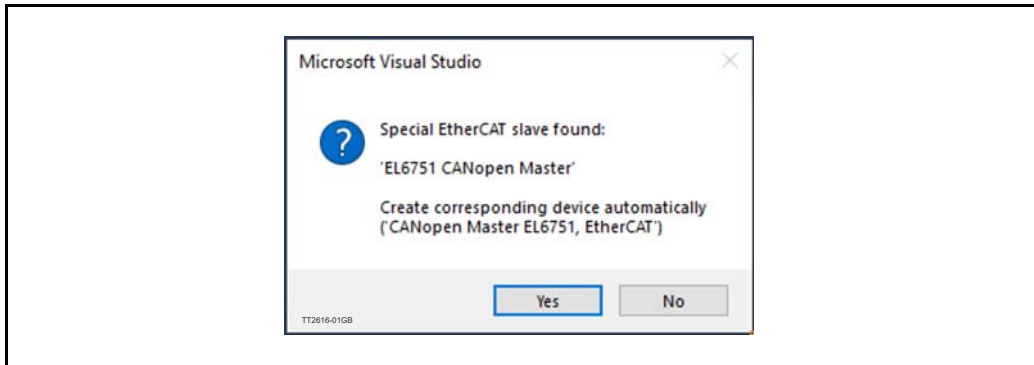 Microsoft Visual Studio
Special EtherCAT slave found:
'EL6751 CANopen Master'
Create corresponding device automatically
('CANopen Master EL6751, EtherCAT')
Yes No
TT2616-01GB